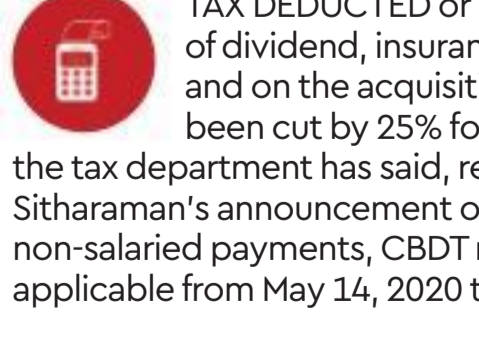 TAX DEDUCTED or
of dividend, insuran
and on the acquisit
been cut by 25% fo
the tax department has said, re
Sitharaman's announcement o
non-salaried payments, CBDT
applicable from May 14, 2020 t